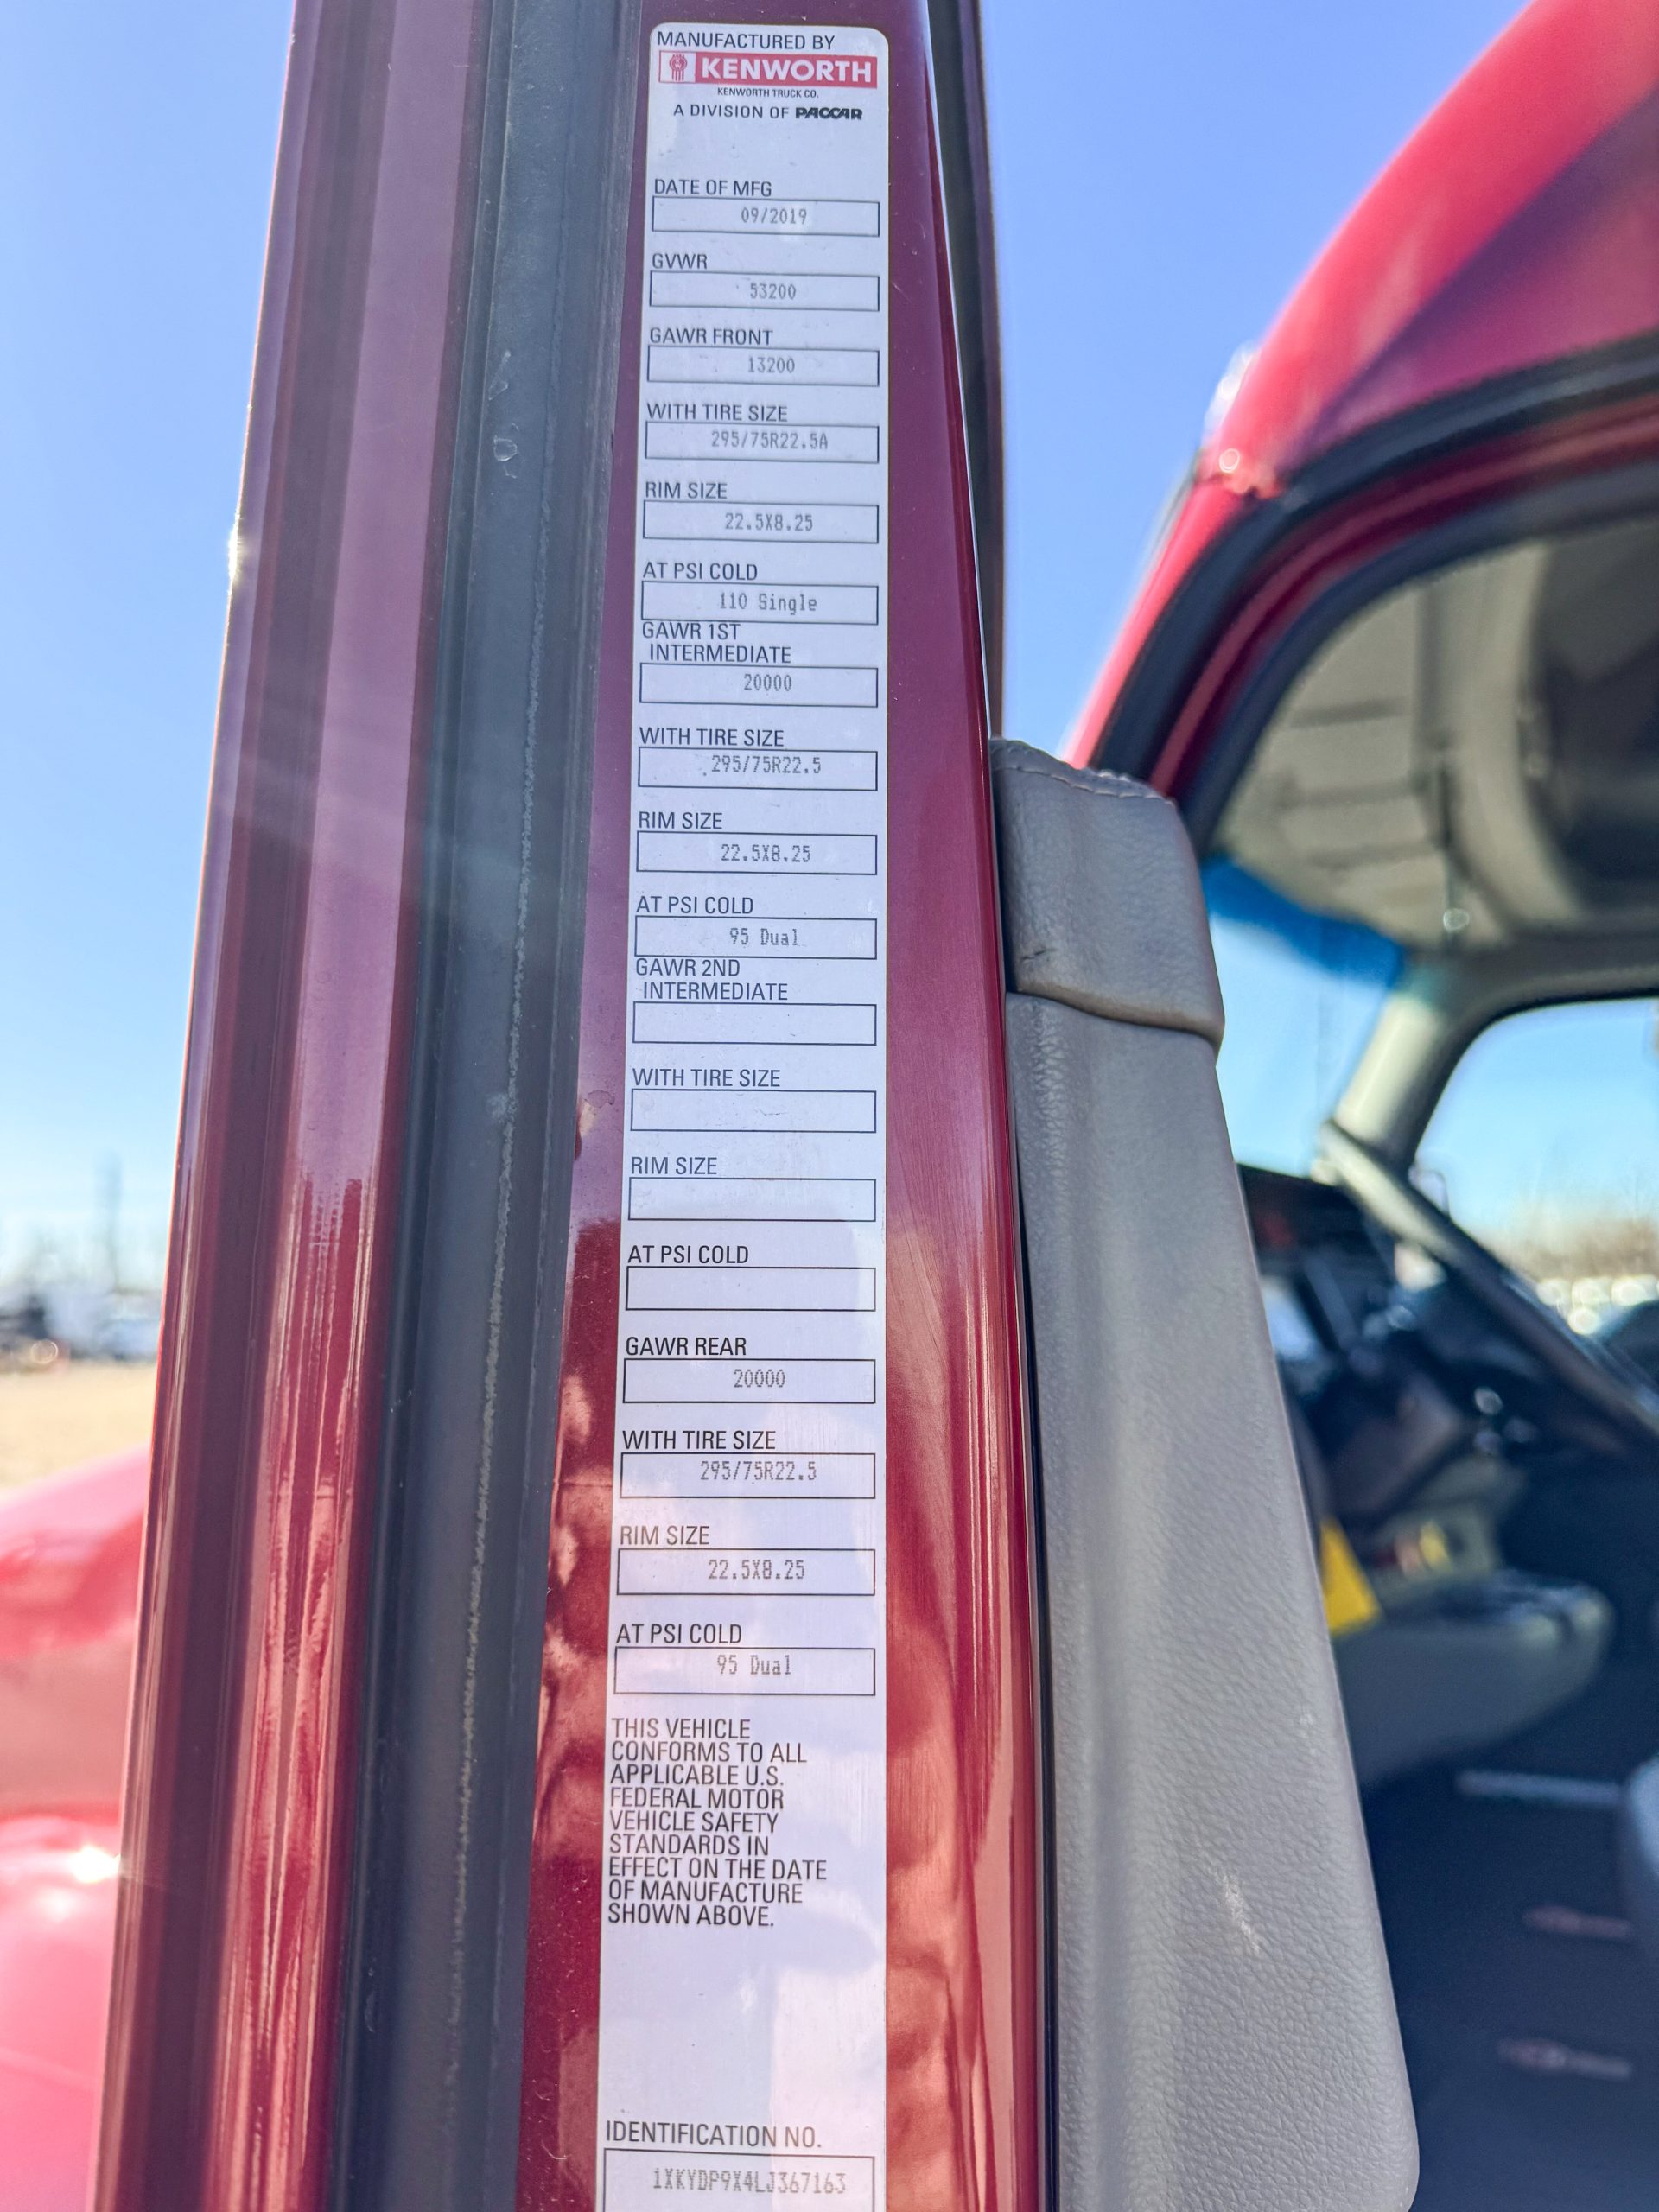 MANUFACTURED BY
KENWORTH
KENWORTH TRUCK CO.
A DIVISION OF PACCAR
DATE OF MFG
09/2019
GVWR
53200
GAWR FRONT
13200
WITH TIRE SIZE
295/75R22.5A
RIM SIZE
22.5X8.25
AT PSI COLD
110 Single
GAWR 1ST
INTERMEDIATE
20000
WITH TIRE SIZE
295/75R22.5
RIM SIZE
22.5X8.25
AT PSI COLD
95 Dual
GAWR 2ND
INTERMEDIATE
WITH TIRE SIZE
RIM SIZE
AT PSI COLD
GAWR REAR
20000
WITH TIRE SIZE
295/75R22.5
RIM SIZE
22.5X8.25
AT PSI COLD
95 Dual
THIS VEHICLE
CONFORMS TO ALL
APPLICABLE U.S.
FEDERAL MOTOR
VEHICLE SAFETY
STANDARDS IN
EFFECT ON THE DATE
OF MANUFACTURE
SHOWN ABOVE.
IDENTIFICATION NO.
1XKYDP9X4LJ367163